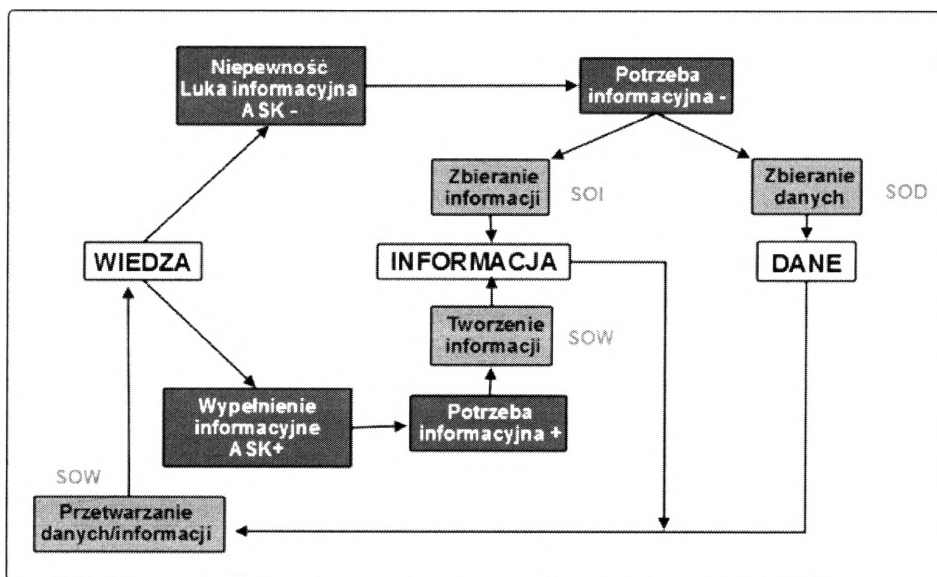 Niepewność
Luka informacyjna
ASK -
Potrzeba
informacyjna -
Zbieranie
informacji
SOI
Zbieranie
danych
SOD
WIEDZA
INFORMACJA
DANE
Tworzenie
informacji
SOW
Wypełnienie
informacyjne
ASK+
Potrzeba
informacyjna +
SOW
Przetwarzanie
danych/informacji